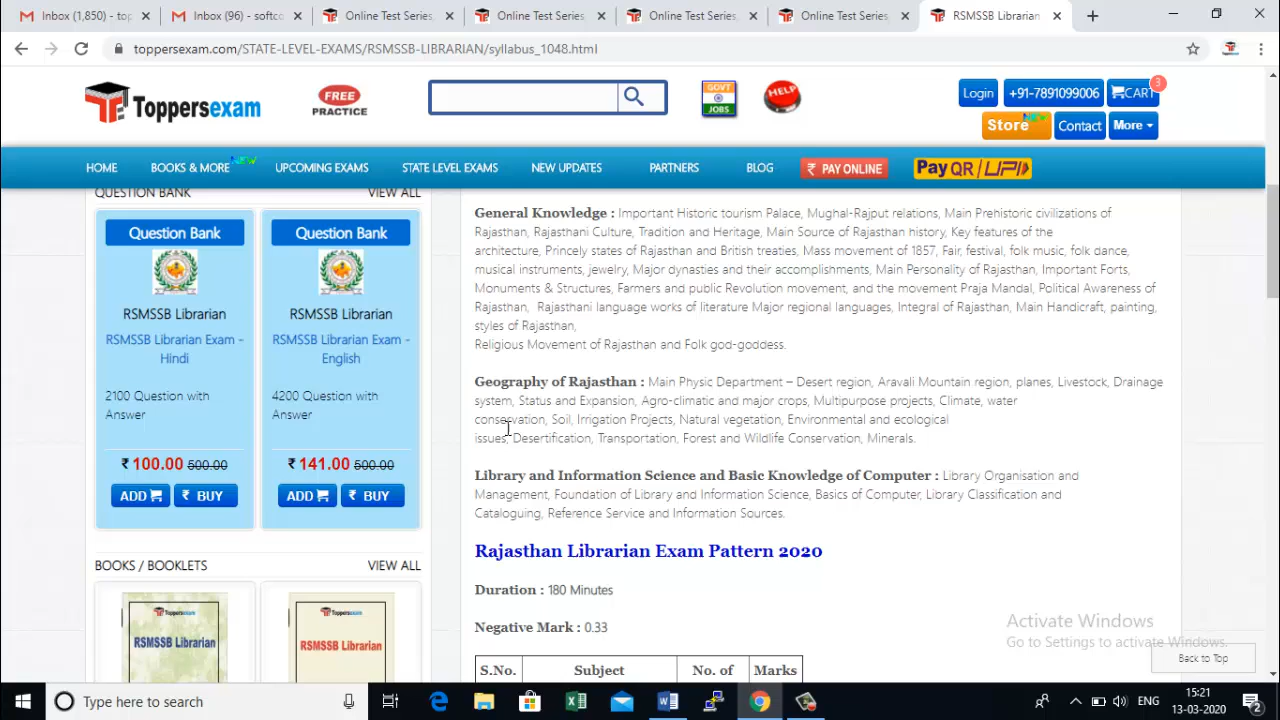 Inbox (1,850) - top
Inbox (96) - softco
Online Test Series,
Online Test Series,
Online Test Series,
Online Test Series,
RSMSSB Librarian
toppersexam.com/STATE-LEVEL-EXAMS/RSMSSB-LIBRARIAN/syllabus_1048.html
Toppersexam
FREE
PRACTICE
GOVT
JOBS
HELP
Login
+91-7891099006
CART
3
Store
NEW
Contact
More
HOME
BOOKS & MORE
NEW
UPCOMING EXAMS
STATE LEVEL EXAMS
NEW UPDATES
PARTNERS
BLOG
₹ PAY ONLINE
Pay QR UPI
QUESTION BANK
VIEW ALL
Question Bank
RSMSSB Librarian
RSMSSB Librarian Exam -
Hindi
2100 Question with
Answer
₹ 100.00 500.00
ADD
₹ BUY
Question Bank
RSMSSB Librarian
RSMSSB Librarian Exam -
English
4200 Question with
Answer
₹ 141.00 500.00
ADD
₹ BUY
BOOKS / BOOKLETS
VIEW ALL
Toppersexam
RSMSSB Librarian
Toppersexam
RSMSSB Librarian
General Knowledge : Important Historic tourism Palace, Mughal-Rajput relations, Main Prehistoric civilizations of
Rajasthan, Rajasthani Culture, Tradition and Heritage, Main Source of Rajasthan history, Key features of the
architecture, Princely states of Rajasthan and British treaties, Mass movement of 1857, Fair, festival, folk music, folk dance,
musical instruments, jewelry, Major dynasties and their accomplishments, Main Personality of Rajasthan, Important Forts,
Monuments & Structures, Farmers and public Revolution movement, and the movement Praja Mandal, Political Awareness of
Rajasthan, Rajasthani language works of literature Major regional languages, Integral of Rajasthan, Main Handicraft, painting,
styles of Rajasthan,
Religious Movement of Rajasthan and Folk god-goddess.
Geography of Rajasthan : Main Physic Department – Desert region, Aravali Mountain region, planes, Livestock, Drainage
system, Status and Expansion, Agro-climatic and major crops, Multipurpose projects, Climate, water
conservation, Soil, Irrigation Projects, Natural vegetation, Environmental and ecological
issues, Desertification, Transportation, Forest and Wildlife Conservation, Minerals.
Library and Information Science and Basic Knowledge of Computer : Library Organisation and
Management, Foundation of Library and Information Science, Basics of Computer, Library Classification and
Cataloguing, Reference Service and Information Sources.
Rajasthan Librarian Exam Pattern 2020
Duration : 180 Minutes
Negative Mark : 0.33
S.No.
Subject
No. of
Marks
Activate Windows
Go to Settings to activate Windows.
Back to Top
Type here to search
ENG
15:21
13-03-2020
2